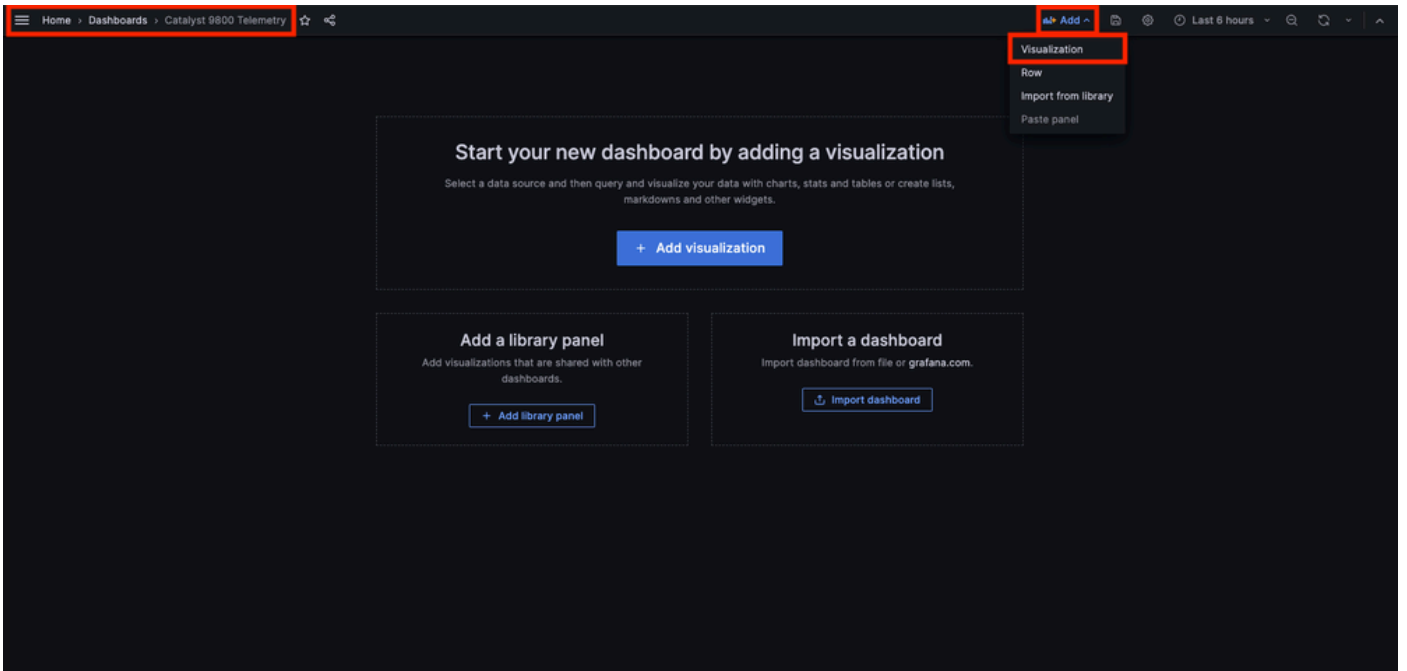 Home › Dashboards › Catalyst 9800 Telemetry
Add
Last 6 hours
Visualization
Row
Import from library
Paste panel
Start your new dashboard by adding a visualization
Select a data source and then query and visualize your data with charts, stats and tables or create lists,
markdowns and other widgets.
+ Add visualization
Add a library panel
Add visualizations that are shared with other
dashboards.
+ Add library panel
Import a dashboard
Import dashboard from file or grafana.com.
Import dashboard